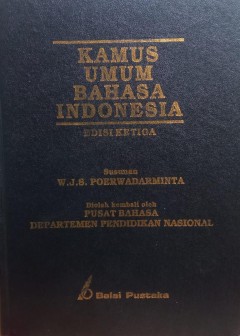 KAMUS
UMUM
BAHASA
INDONESIA
EDISI KETIGA
Susunan
W.J.S. POERWADARMINTA
Diolah kembali oleh
PUSAT BAHASA
DEPARTEMEN PENDIDIKAN NASIONAL
Balai Pustaka